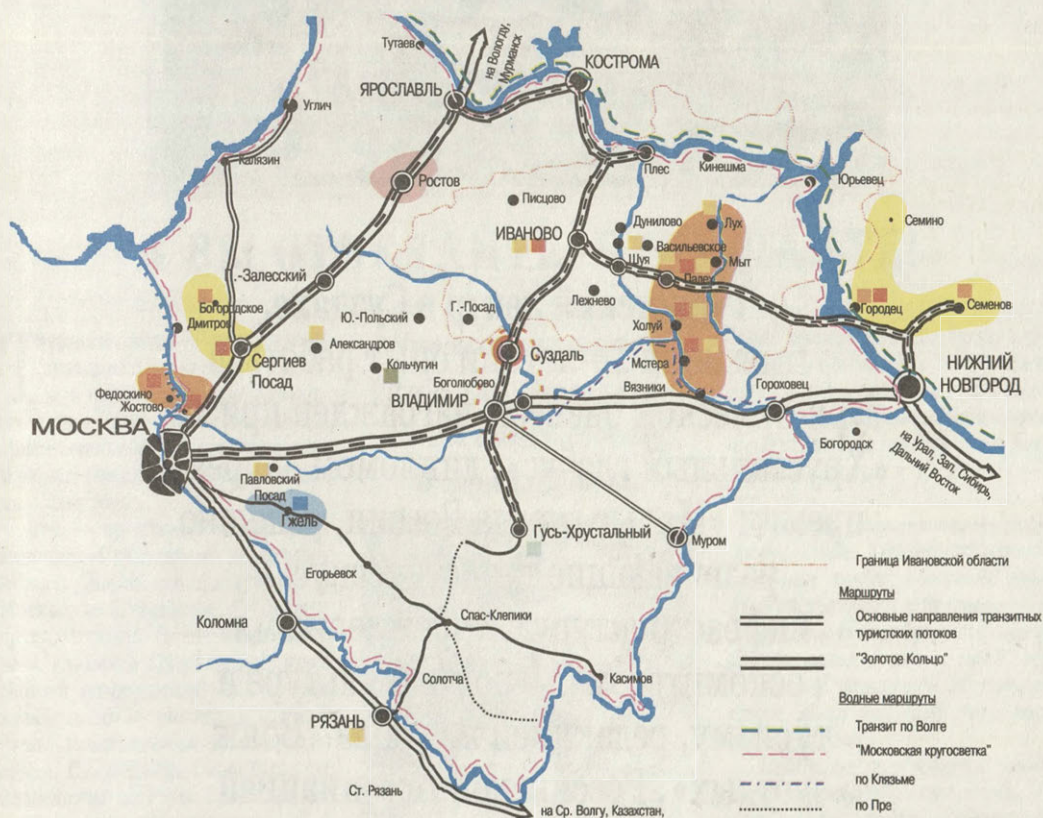 Тутаев
на Вологду,
Мурманск
КОСТРОМА
ЯРОСЛАВЛЬ
Углич
Калязин
Плес
Кинешма
Юрьевец
Ростов
Писцово
Дунилово
Лух
Семино
ИВАНОВО
Васильевское
Шуя
Мыт
Палех
П.-Залесский
Лежнево
Богородское
Дмитров
Ю.-Польский
Г.-Посад
Холуй
Городец
Семенов
Александров
Сергиев
Посад
Кольчугин
Суздаль
Мстера
НИЖНИЙ
НОВГОРОД
Боголюбрво
Вязники
Гороховец
Федоскино
Жостово
ВЛАДИМИР
МОСКВА
Богородск
на Урал, Зап. Сибирь,
Дальний Восток
Павловский
Посад
Гжель
Гусь-Хрустальный
Муром
Егорьевск
Граница Ивановской области
Маршруты
Коломна
Спас-Клепики
Основные направления транзитных
туристских потоков
"Золотое Кольцо"
Солотча
Касимов
Водные маршруты
РЯЗАНЬ
Транзит по Волге
"Московская кругосветка"
по Клязьме
Ст. Рязань
по Пре
на Ср. Волгу, Казахстан,